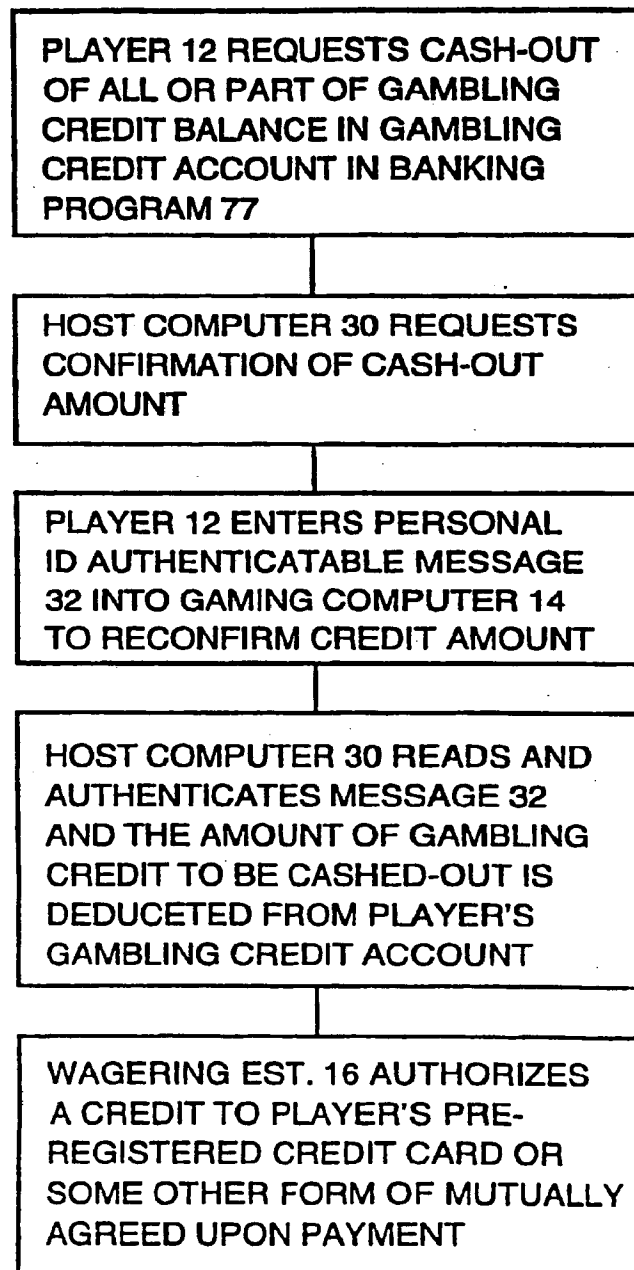 PLAYER 12 REQUESTS CASH-OUT
OF ALL OR PART OF GAMBLING
CREDIT BALANCE IN GAMBLING
CREDIT ACCOUNT IN BANKING
PROGRAM 77
HOST COMPUTER 30 REQUESTS
CONFIRMATION OF CASH-OUT
AMOUNT
PLAYER 12 ENTERS PERSONAL
ID AUTHENTICATABLE MESSAGE
32 INTO GAMING COMPUTER 14
TO RECONFIRM CREDIT AMOUNT
HOST COMPUTER 30 READS AND
AUTHENTICATES MESSAGE 32
AND THE AMOUNT OF GAMBLING
CREDIT TO BE CASHED-OUT IS
DEDUCETED FROM PLAYER'S
GAMBLING CREDIT ACCOUNT
WAGERING EST. 16 AUTHORIZES
A CREDIT TO PLAYER'S PRE-
REGISTERED CREDIT CARD OR
SOME OTHER FORM OF MUTUALLY
AGREED UPON PAYMENT